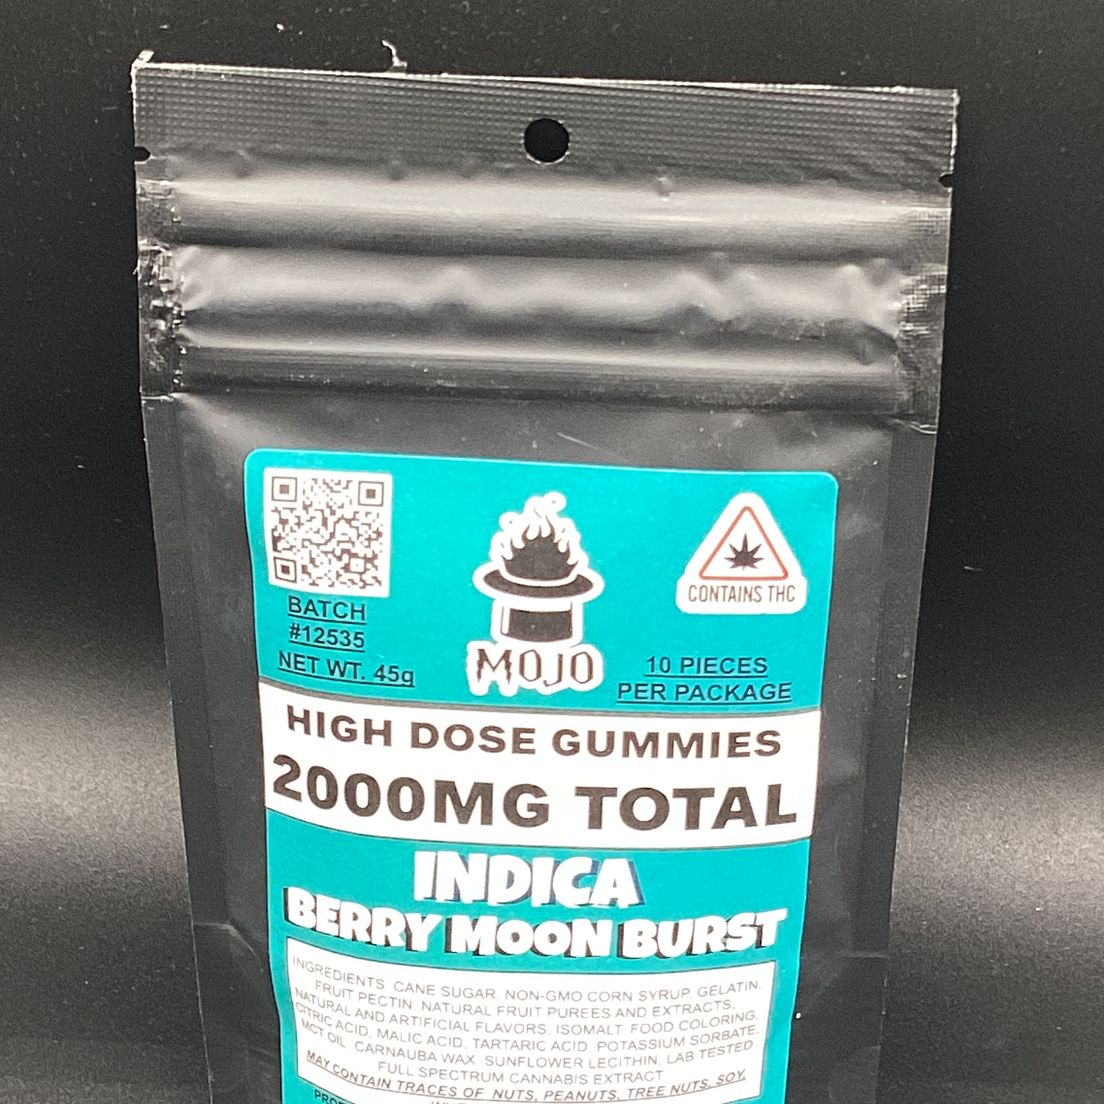 BATCH
#12535
NET WT. 45g
MOJO
CONTAINS THC
10 PIECES
PER PACKAGE
HIGH DOSE GUMMIES
2000MG TOTAL
INDICA
BERRY MOON BURST
INGREDIENTS CANE SUGAR, NON-GMO CORN SYRUP, GELATIN,
FRUIT PECTIN, NATURAL FRUIT PUREES AND EXTRACTS,
NATURAL AND ARTIFICIAL FLAVORS, ISOMALT, FOOD COLORING,
CITRIC ACID, MALIC ACID, TARTARIC ACID, POTASSIUM SORBATE,
MCT OIL, CARNAUBA WAX, SUNFLOWER LECITHIN, LAB TESTED
FULL SPECTRUM CANNABIS EXTRACT
MAY CONTAIN TRACES OF NUTS, PEANUTS, TREE NUTS, SOY,